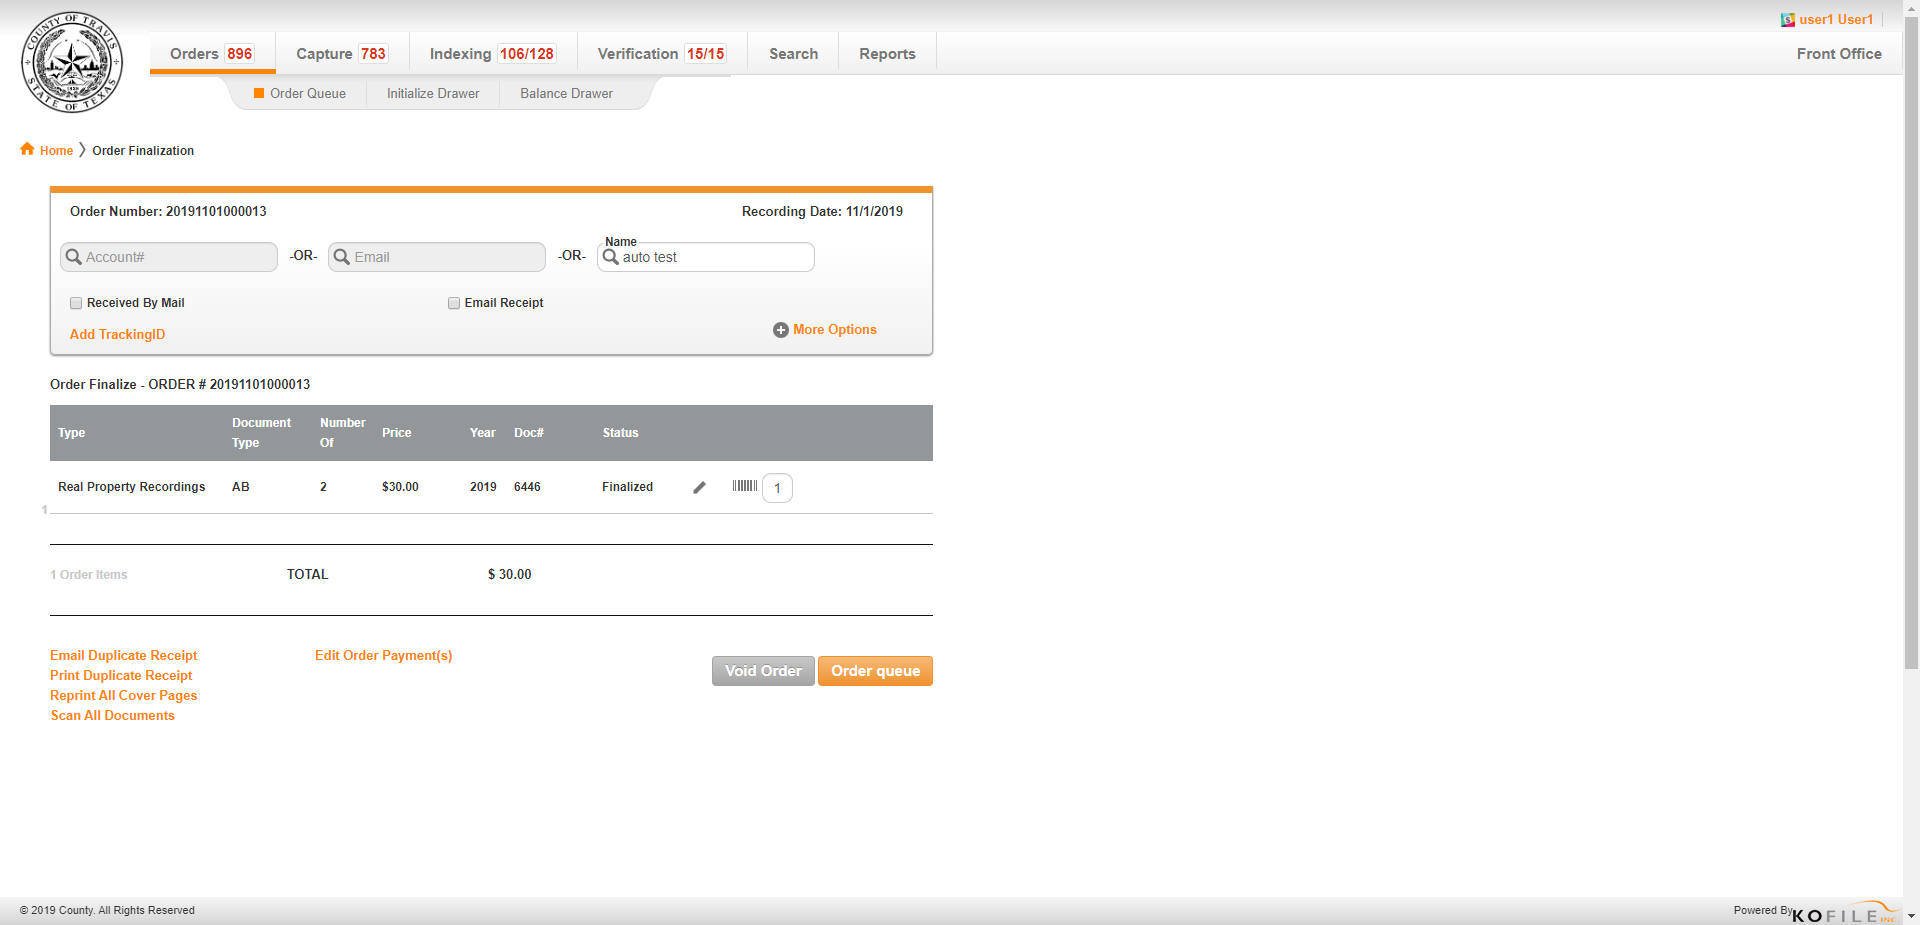 COUNTY OF TRAVIS
STATE OF TEXAS
user1 User1
Orders 896 Capture 783 Indexing 106/128 Verification 15/15 Search Reports Front Office
Order Queue Initialize Drawer Balance Drawer
Home Order Finalization
Order Number: 20191101000013 Recording Date: 11/1/2019
Name
Account# -OR- Email -OR- auto test
Received By Mail Email Receipt
Add TrackingID More Options
Order Finalize - ORDER # 20191101000013
Type Document Type Number Of Price Year Doc# Status
Real Property Recordings AB 2 $30.00 2019 6446 Finalized 1
1
1 Order Items TOTAL $ 30.00
Email Duplicate Receipt Edit Order Payment(s)
Print Duplicate Receipt
Reprint All Cover Pages
Scan All Documents
Void Order Order queue
© 2019 County. All Rights Reserved Powered By KOFILE INC.